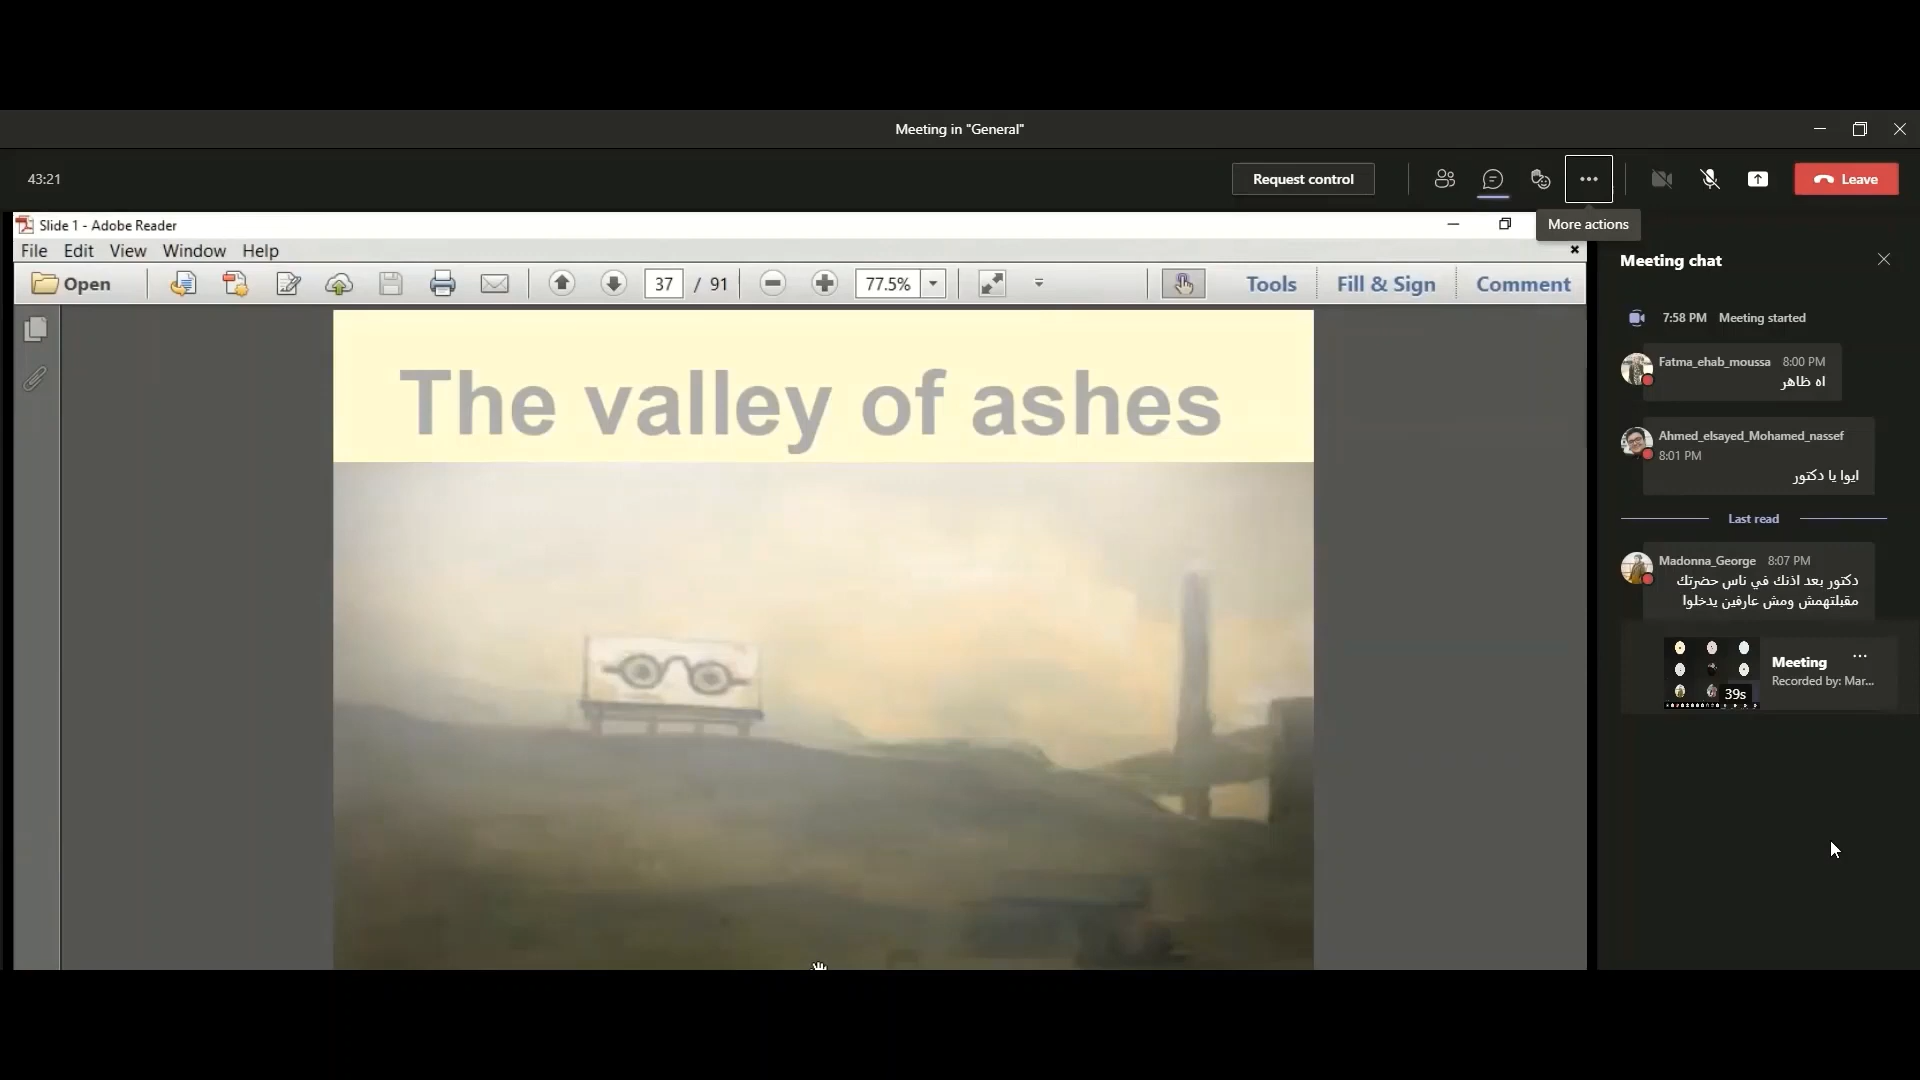 Meeting in "General"
43:21
Request control
Leave
More actions
Slide 1 - Adobe Reader
File Edit View Window Help
Open
37 / 91
77.5%
Tools
Fill & Sign
Comment
The valley of ashes
Meeting chat
7:58 PM Meeting started
Fatma_ehab_moussa 8:00 PM
اه ظاهر
Ahmed_elsayed_Mohamed_nassef
8:01 PM
ايوا يا دكتور
Last read
Madonna_George 8:07 PM
دكتور بعد اذنك في ناس حضرتك
مقبلتهمش ومش عارفين يدخلوا
Meeting
Recorded by: Mar...
39s